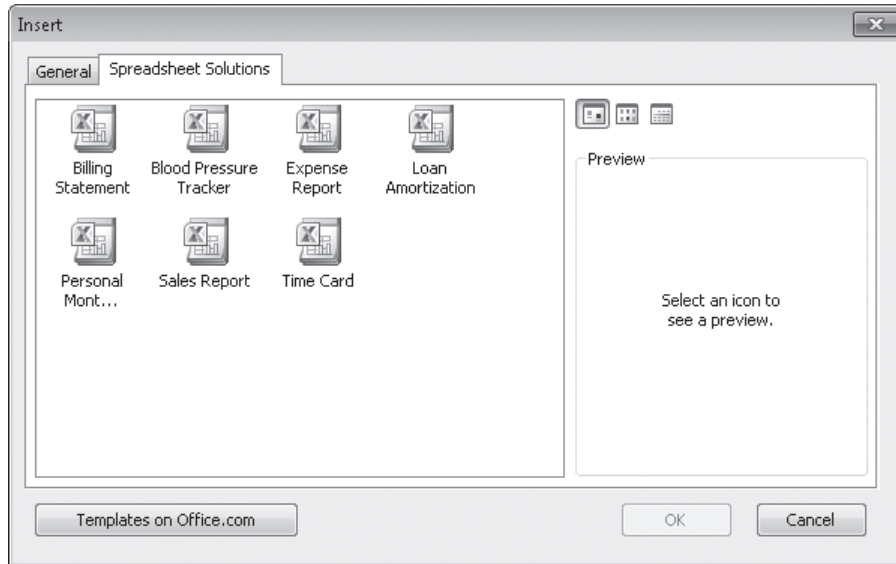 Insert
General
Spreadsheet Solutions
Billing
Statement
Blood Pressure
Tracker
Expense
Report
Loan
Amortization
Personal
Mont...
Sales Report
Time Card
Preview
Select an icon to
see a preview.
Templates on Office.com
OK
Cancel